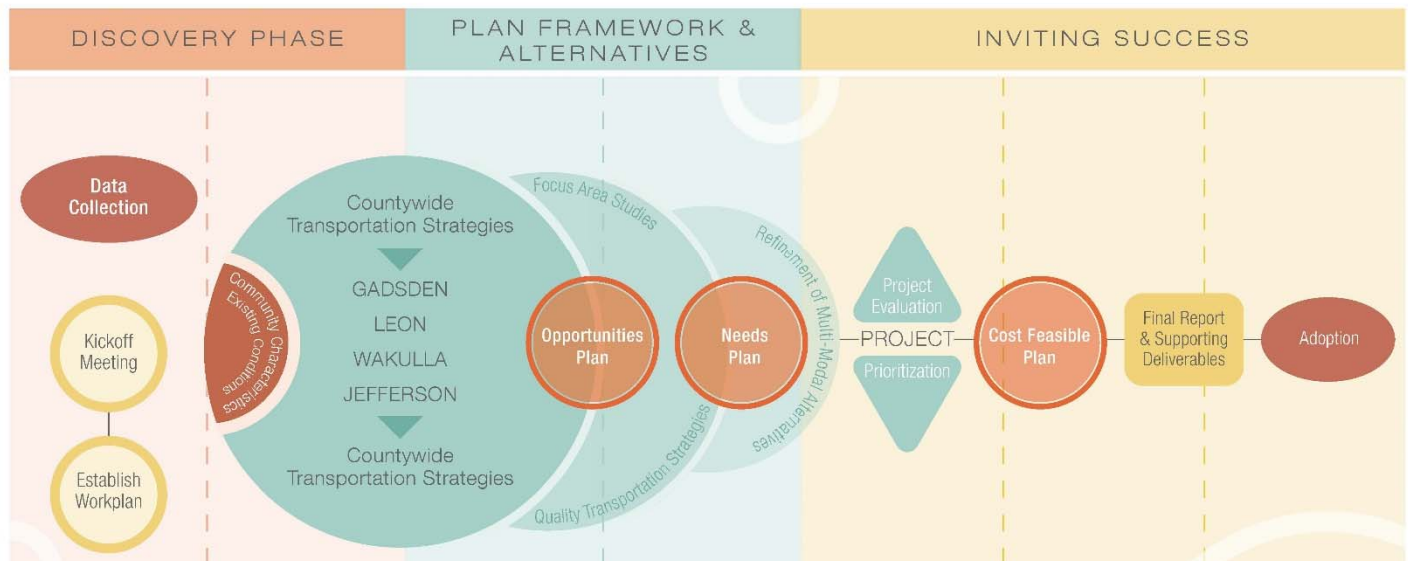 DISCOVERY PHASE
PLAN FRAMEWORK &
ALTERNATIVES
INVITING SUCCESS
Data
Collection
Kickoff
Meeting
Establish
Workplan
Community Characteristics
Existing Conditions
Countywide
Transportation Strategies
GADSDEN
LEON
WAKULLA
JEFFERSON
Countywide
Transportation Strategies
Focus Area Studies
Opportunities
Plan
Quality Transportation Strategies
Needs
Plan
Refinement of Multi-Modal Alternatives
Project
Evaluation
PROJECT
Prioritization
Cost Feasible
Plan
Final Report
& Supporting
Deliverables
Adoption